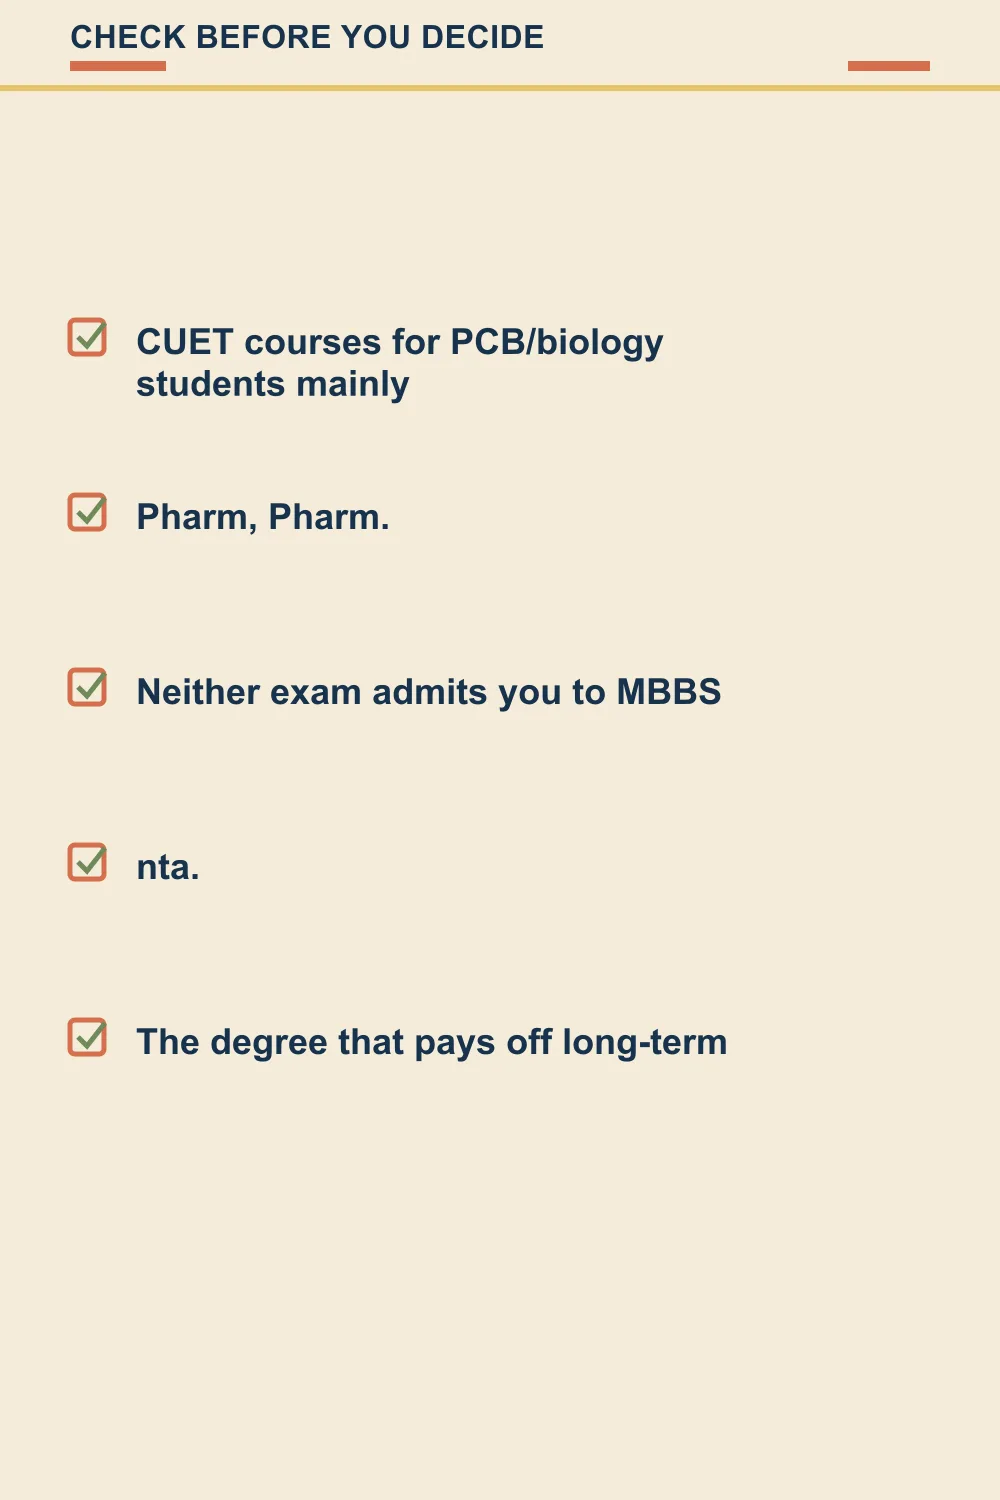 CHECK BEFORE YOU DECIDE
CUET courses for PCB/biology
students mainly
Pharm, Pharm.
Neither exam admits you to MBBS
nta.
The degree that pays off long-term